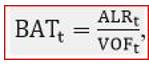 BATₜ = ALRₜ / VOFₜ,